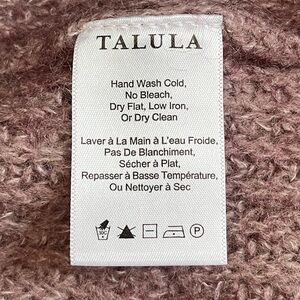 TALULA
Hand Wash Cold,
No Bleach,
Dry Flat, Low Iron,
Or Dry Clean
Laver à La Main à L'eau Froide,
Pas De Blanchiment,
Sécher à Plat,
Repasser à Basse Température,
Ou Nettoyer à Sec
P